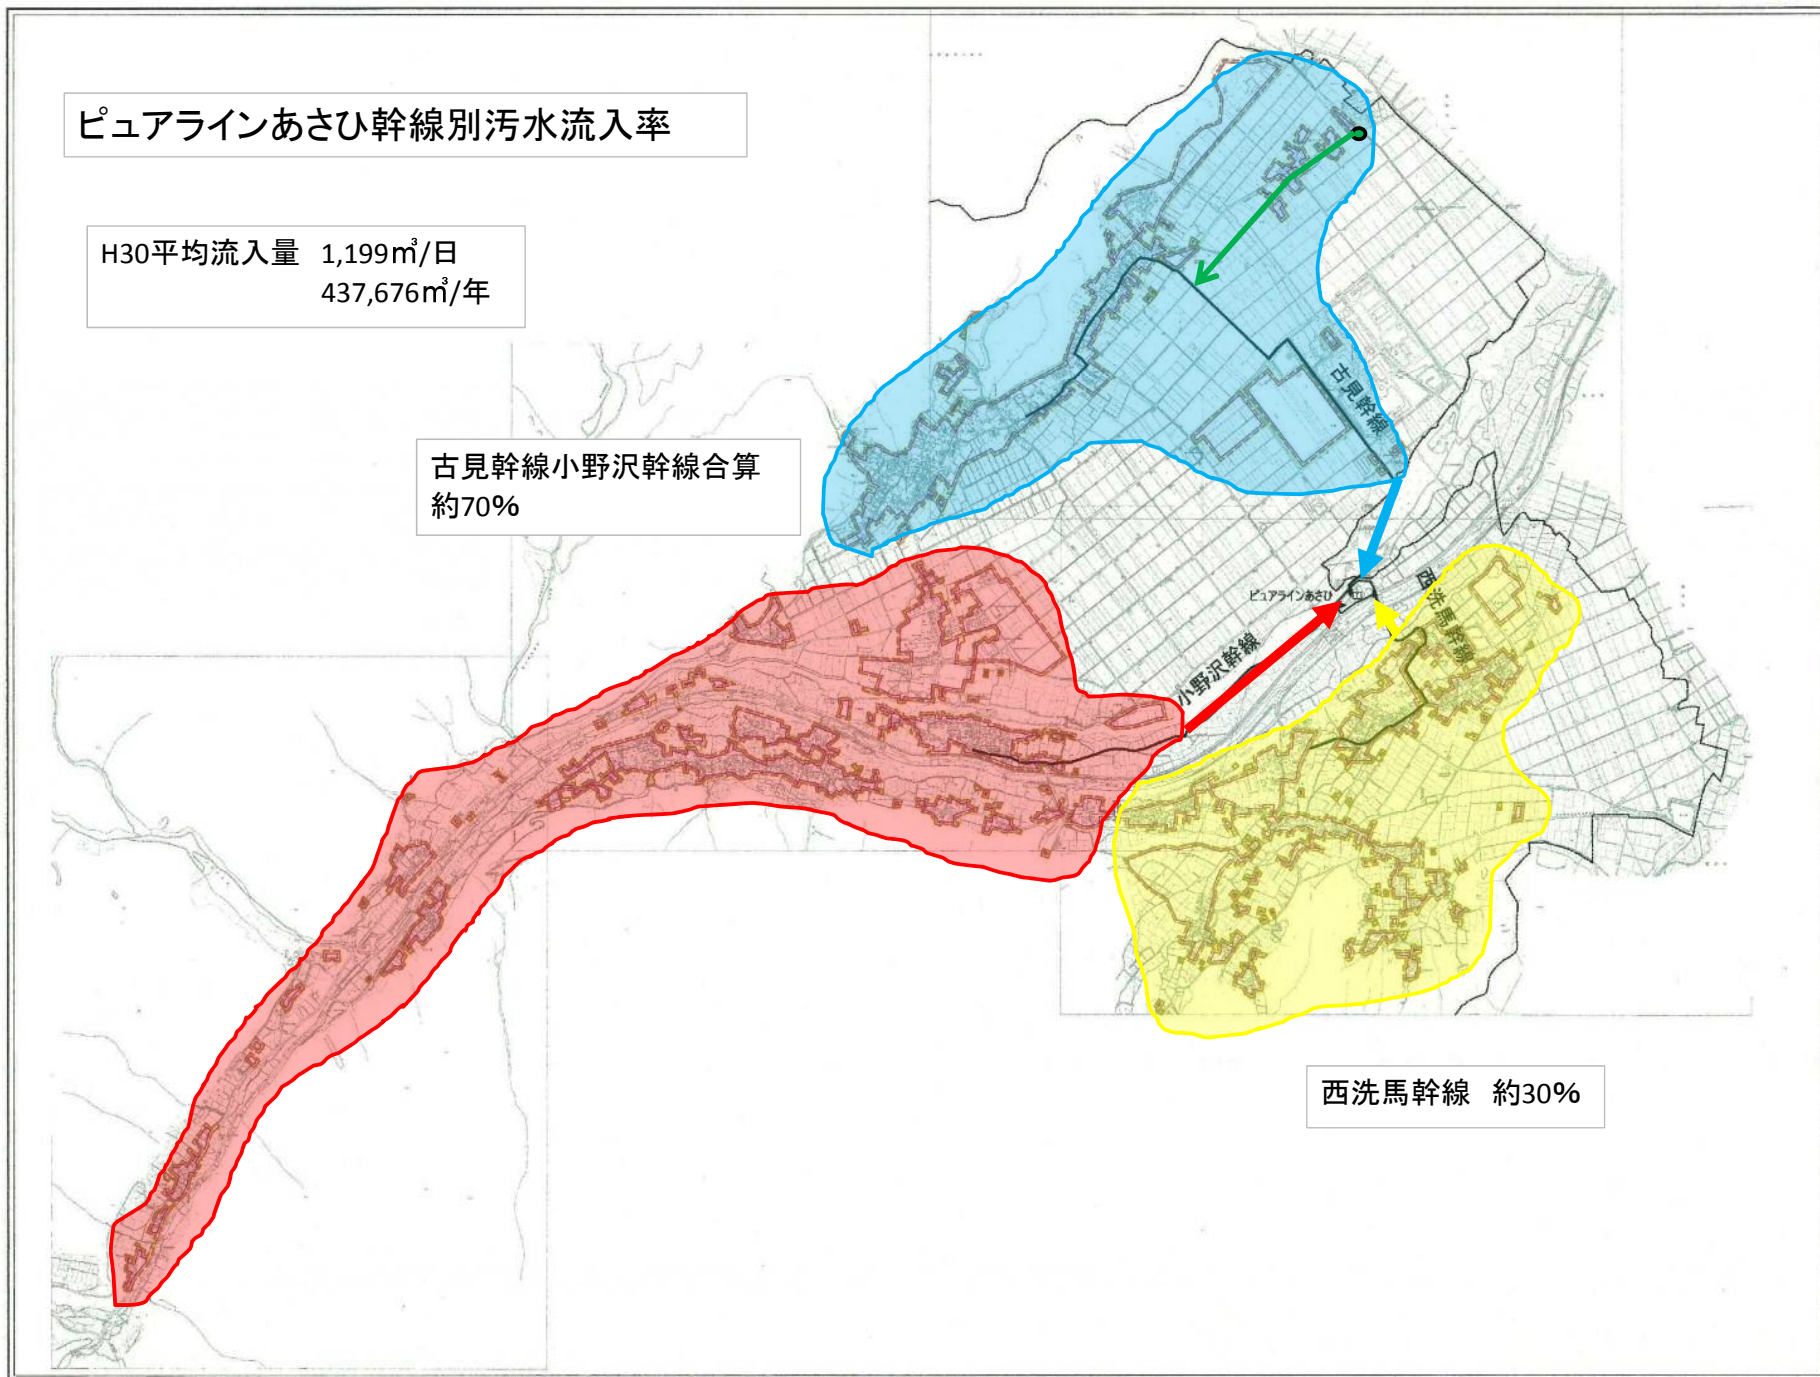 ピュアラインあさひ幹線別汚水流入率
H30平均流入量 1,199㎥/日
437,676㎥/年
古見幹線小野沢幹線合算
約70%
古見幹線
ピュアラインあさひ
西洗馬幹線
小野沢幹線
西洗馬幹線 約30%